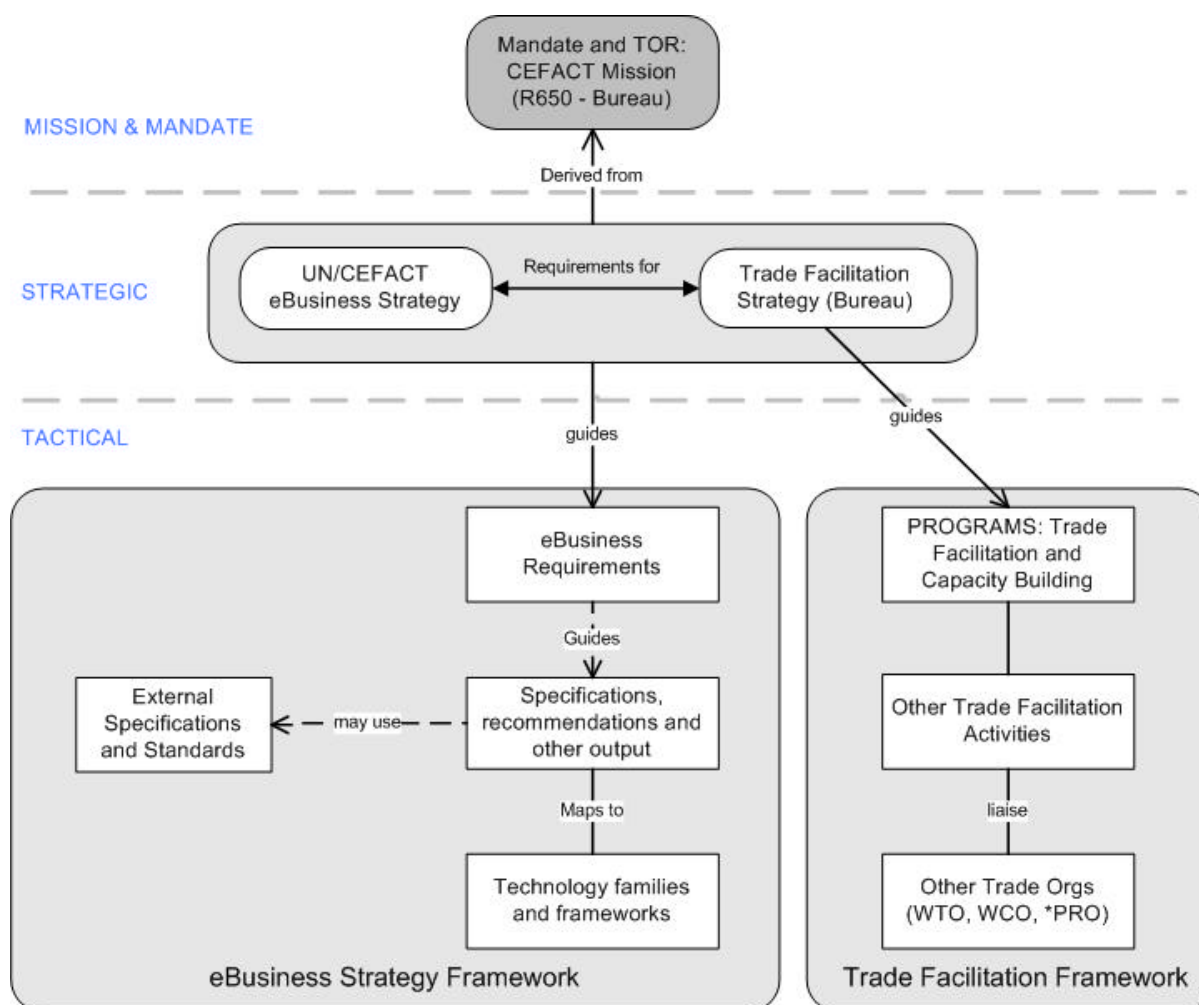 Mandate and TOR:
CEFACT Mission
(R650 - Bureau)
MISSION & MANDATE
Derived from
STRATEGIC
UN/CEFACT
eBusiness Strategy
Requirements for
Trade Facilitation
Strategy (Bureau)
TACTICAL
guides
guides
eBusiness
Requirements
PROGRAMS: Trade
Facilitation and
Capacity Building
Guides
External
Specifications
and Standards
may use
Specifications,
recommendations and
other output
Other Trade Facilitation
Activities
Maps to
liaise
Technology families
and frameworks
Other Trade Orgs
(WTO, WCO, *PRO)
eBusiness Strategy Framework
Trade Facilitation Framework